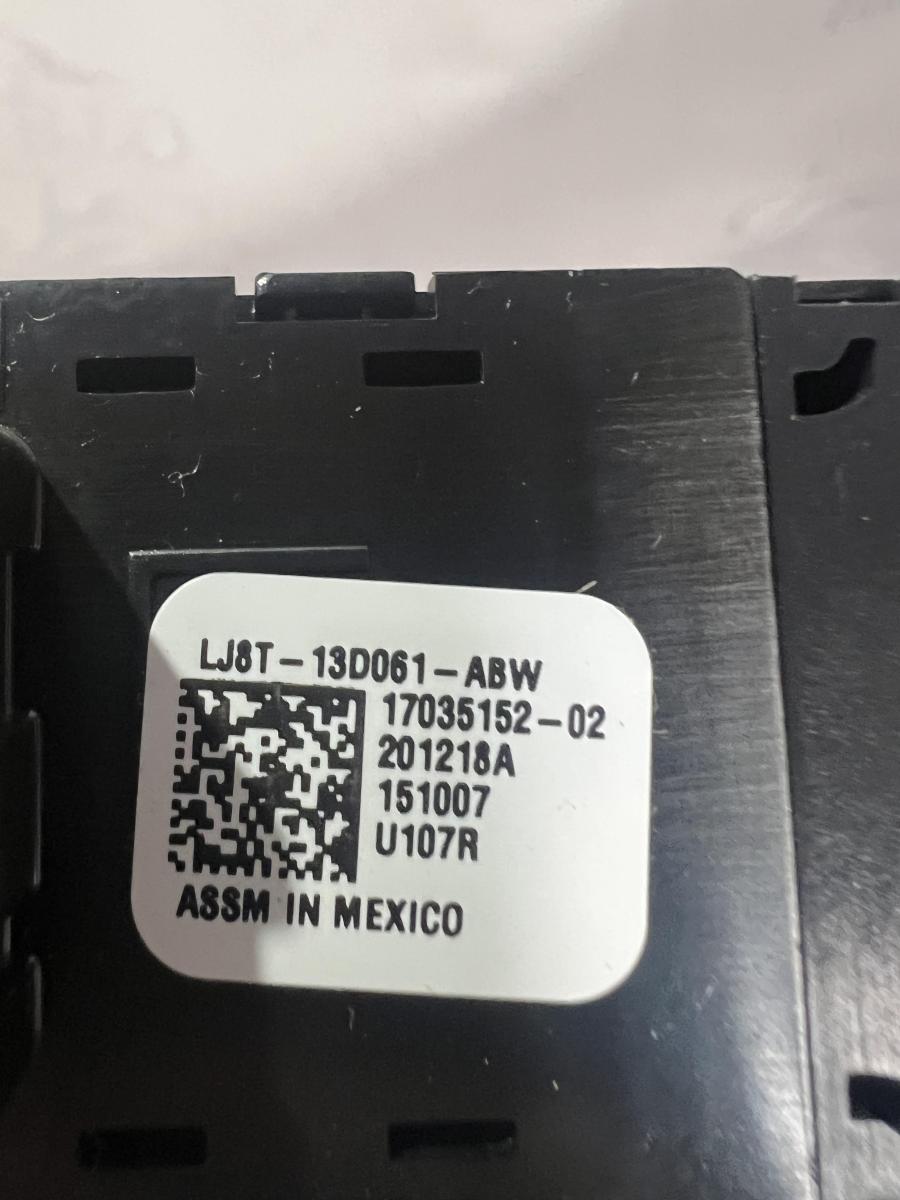 LJ8T-13D061-ABW
17035152-02
201218A
151007
U107R
ASSM IN MEXICO